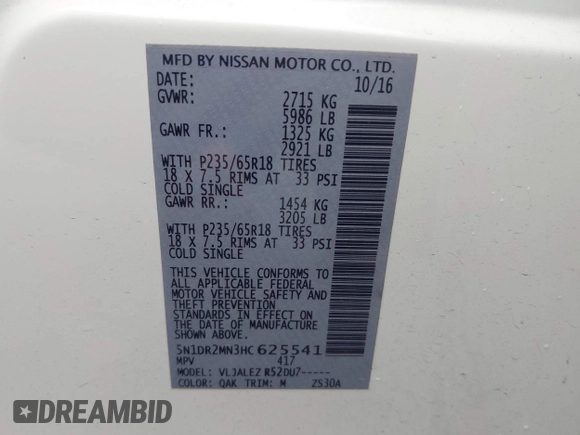 MFD BY NISSAN MOTOR CO., LTD.
DATE: 10/16
GVWR: 2715 KG
5986 LB
GAWR FR.: 1325 KG
2921 LB
WITH P235/65R18 TIRES
18 X 7.5 RIMS AT 33 PSI
COLD SINGLE
GAWR RR.: 1454 KG
3205 LB
WITH P235/65R18 TIRES
18 X 7.5 RIMS AT 33 PSI
COLD SINGLE
THIS VEHICLE CONFORMS TO
ALL APPLICABLE FEDERAL
MOTOR VEHICLE SAFETY AND
THEFT PREVENTION
STANDARDS IN EFFECT ON
THE DATE OF MANUFACTURE
SHOWN ABOVE.
5N1DR2MN3HC625541
MPV 417
MODEL: VLJALEZ R52DU7-----
COLOR: QAK TRIM: M ZS30A
DREAMBID